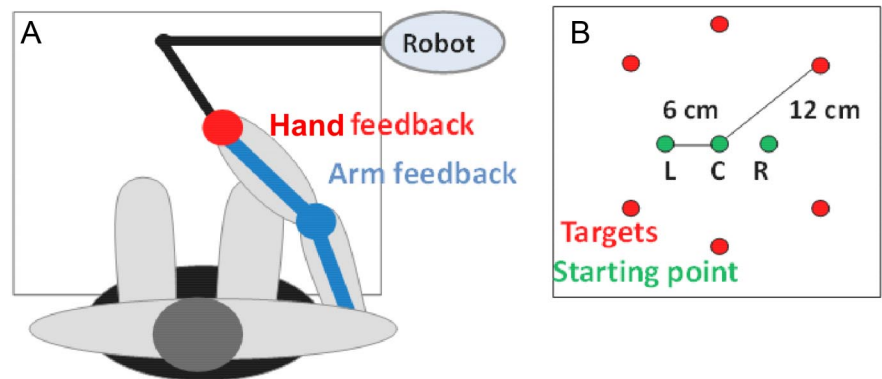 A
Robot
Hand feedback
Arm feedback
B
6 cm
12 cm
L C R
Targets
Starting point